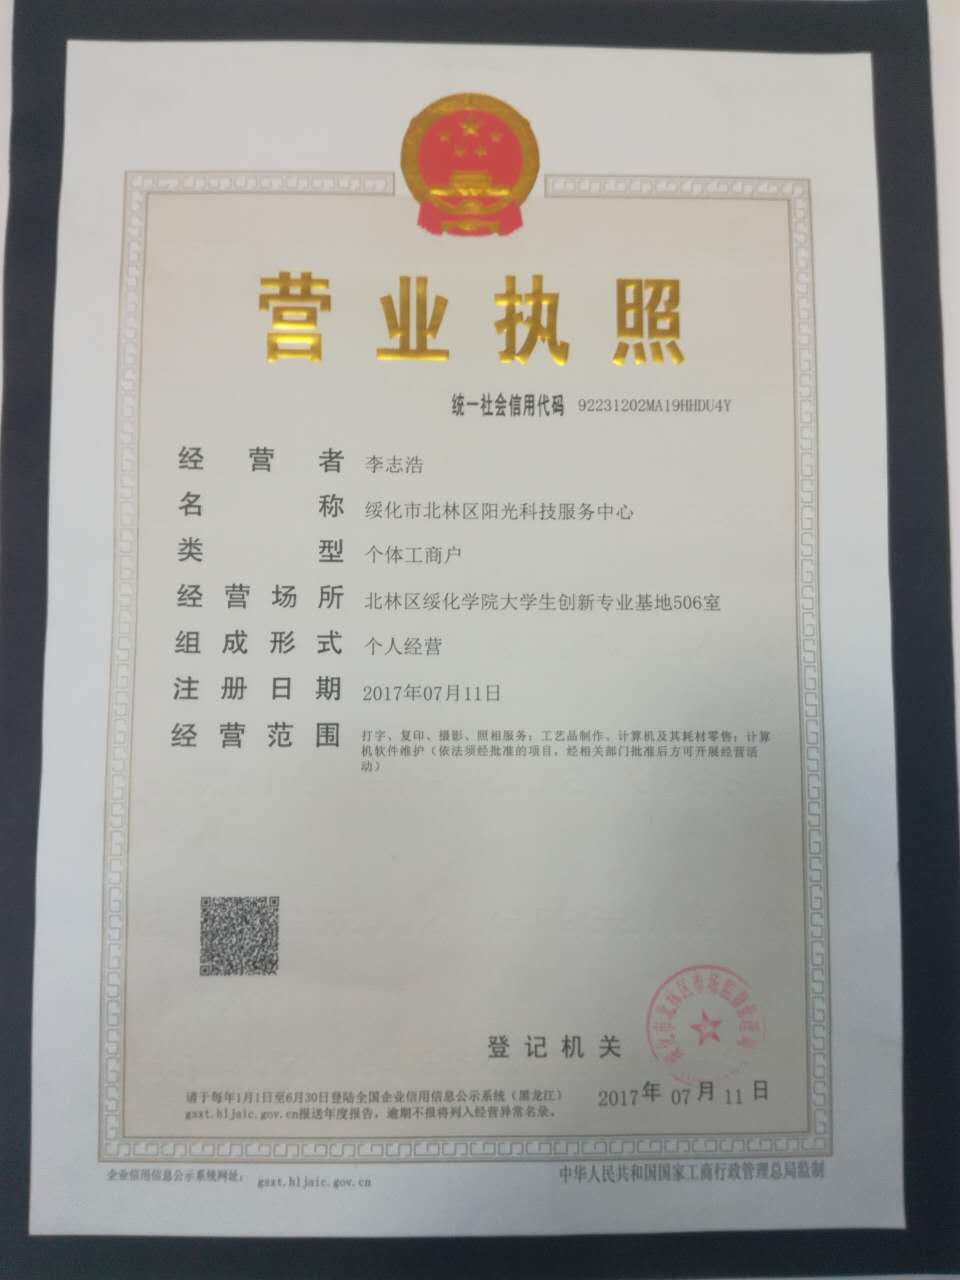 营业执照
统一社会信用代码 92231202MA19HHDU4Y
经营者 李志浩
名称 绥化市北林区阳光科技服务中心
类型 个体工商户
经营场所 北林区绥化学院大学生创新专业基地506室
组成形式 个人经营
注册日期 2017年07月11日
经营范围 打字、复印、摄影、照相服务；工艺品制作、计算机及其耗材零售；计算
机软件维护（依法须经批准的项目，经相关部门批准后方可开展经营活
动）
绥化市北林区市场监督管理局
登记机关
2017年07月11日
请于每年1月1日至6月30日登陆全国企业信用信息公示系统（黑龙江）
gsxt.hljaic.gov.cn报送年度报告，逾期不报将列入经营异常名录。
企业信用信息公示系统网址： gsxt.hljaic.gov.cn
中华人民共和国国家工商行政管理总局监制